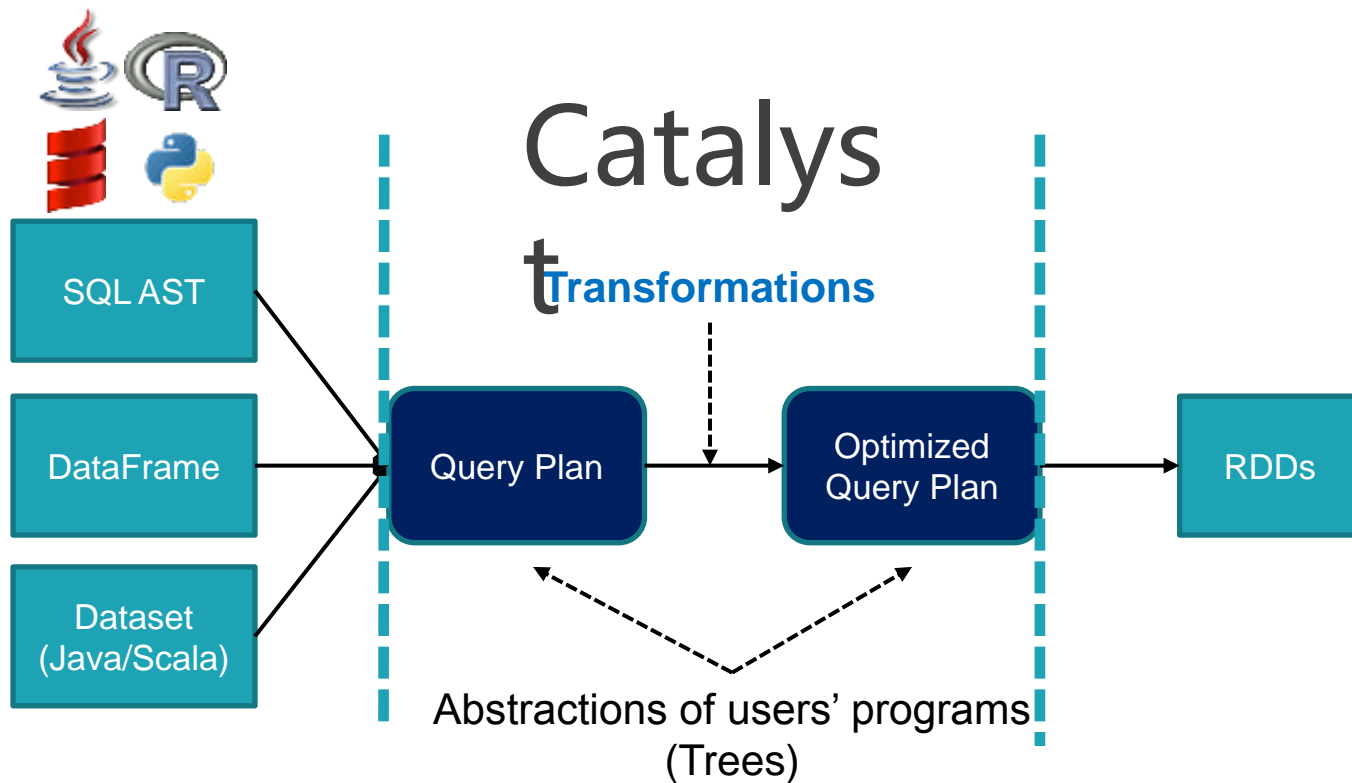 R
Catalys
t
Transformations
SQL AST
DataFrame
Dataset
(Java/Scala)
Query Plan
Optimized
Query Plan
RDDs
Abstractions of users’ programs
(Trees)